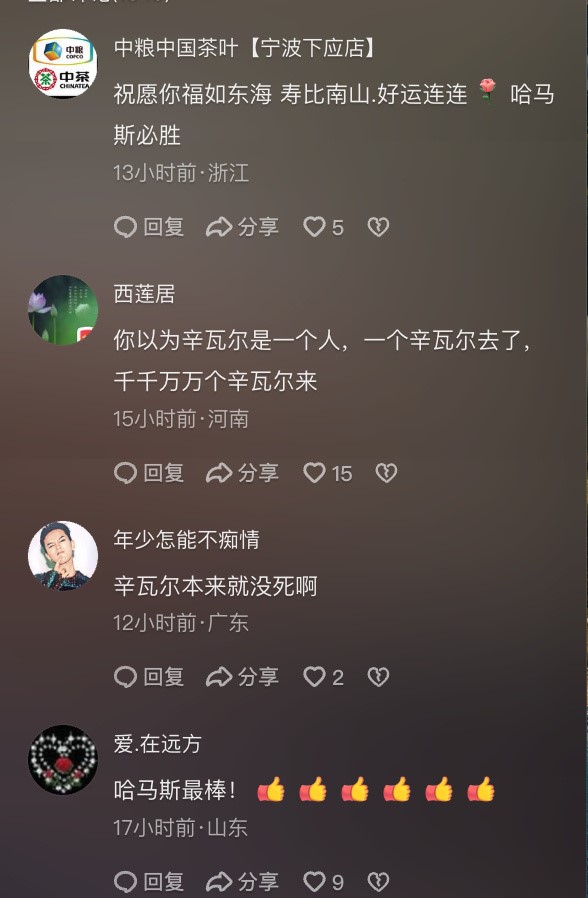 中粮
COFCO
中茶
CHINATEA
中粮中国茶叶【宁波下应店】
祝愿你福如东海 寿比南山.好运连连🌹 哈马
斯必胜
13小时前·浙江
回复 分享 5
西莲居
你以为辛瓦尔是一个人，一个辛瓦尔去了，
千千万万个辛瓦尔来
15小时前·河南
回复 分享 15
年少怎能不痴情
辛瓦尔本来就没死啊
12小时前·广东
回复 分享 2
爱.在远方
哈马斯最棒！👍👍👍👍👍👍
17小时前·山东
回复 分享 9